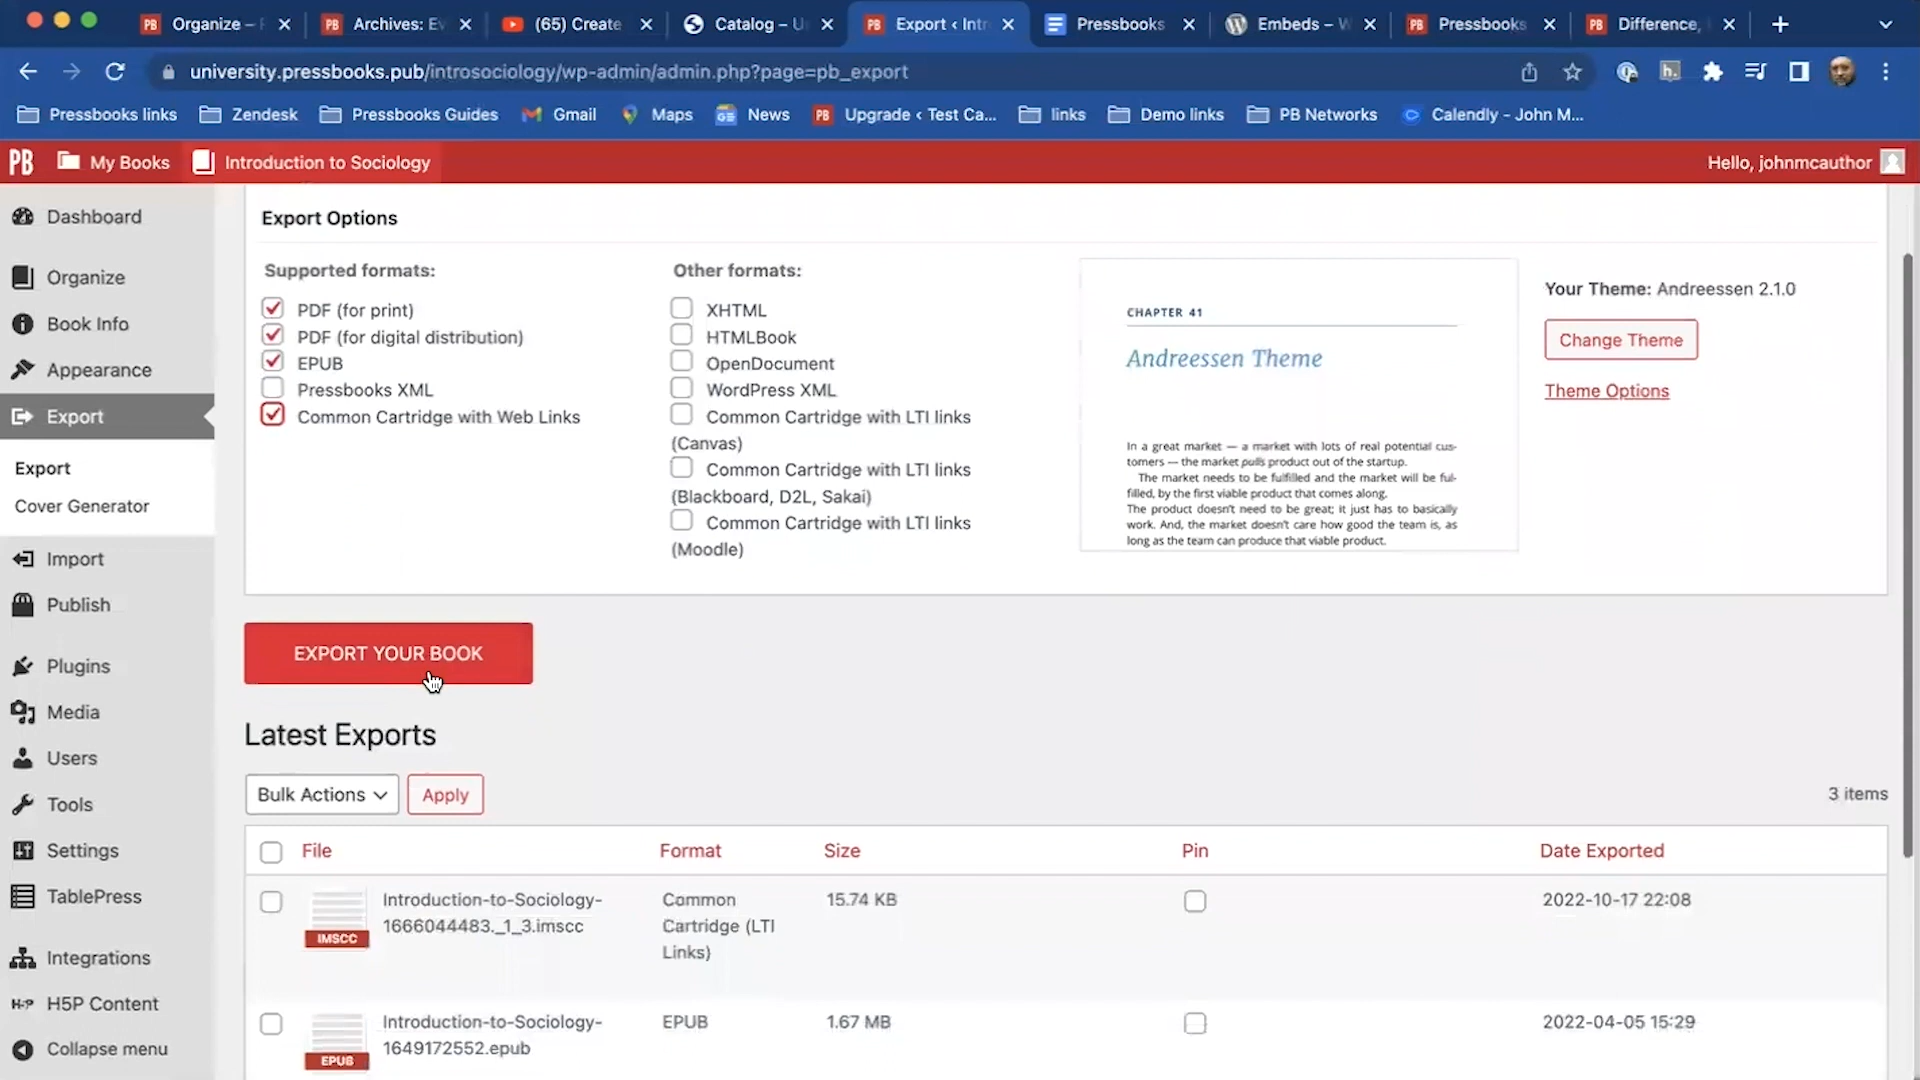 Organize –
Archives: Ev
(65) Create
Catalog – U
Export ‹ Intr
Pressbooks
Embeds – W
Pressbooks
Difference,
university.pressbooks.pub/introsociology/wp-admin/admin.php?page=pb_export
Pressbooks links
Zendesk
Pressbooks Guides
Gmail
Maps
News
Upgrade ‹ Test Ca...
links
Demo links
PB Networks
Calendly - John M...
PB
My Books
Introduction to Sociology
Hello, johnmcauthor
Dashboard
Organize
Book Info
Appearance
Export
Export
Cover Generator
Import
Publish
Plugins
Media
Users
Tools
Settings
TablePress
Integrations
H5P Content
Collapse menu
Export Options
Supported formats:
PDF (for print)
PDF (for digital distribution)
EPUB
Pressbooks XML
Common Cartridge with Web Links
Other formats:
XHTML
HTMLBook
OpenDocument
WordPress XML
Common Cartridge with LTI links
(Canvas)
Common Cartridge with LTI links
(Blackboard, D2L, Sakai)
Common Cartridge with LTI links
(Moodle)
CHAPTER 41
Andreessen Theme
In a great market — a market with lots of real potential cus-
tomers — the market pulls product out of the startup.
The market needs to be fulfilled and the market will be ful-
filled, by the first viable product that comes along.
The product doesn't need to be great; it just has to basically
work. And, the market doesn't care how good the team is, as
long as the team can produce that viable product.
Your Theme: Andreessen 2.1.0
Change Theme
Theme Options
EXPORT YOUR BOOK
Latest Exports
Bulk Actions
Apply
3 items
File
Format
Size
Pin
Date Exported
IMSCC
Introduction-to-Sociology-
1666044483._1_3.imscc
Common
Cartridge (LTI
Links)
15.74 KB
2022-10-17 22:08
EPUB
Introduction-to-Sociology-
1649172552.epub
EPUB
1.67 MB
2022-04-05 15:29